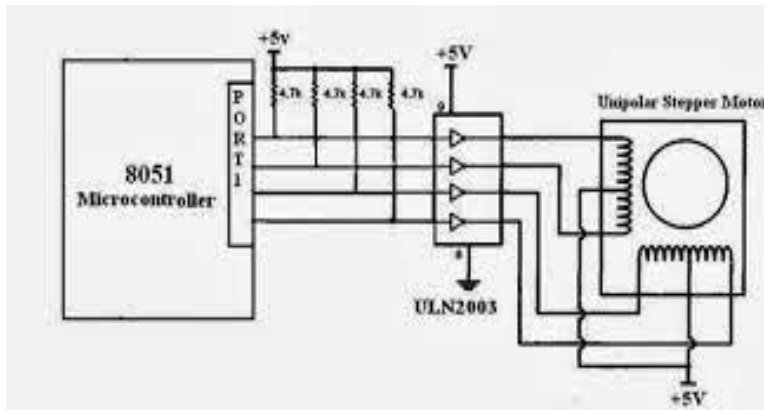 +5v
+5V
4.7k 4.7k 4.7k 4.7k
9
Unipolar Stepper Motor
PORT1
8051
Microcontroller
8
ULN2003
+5V